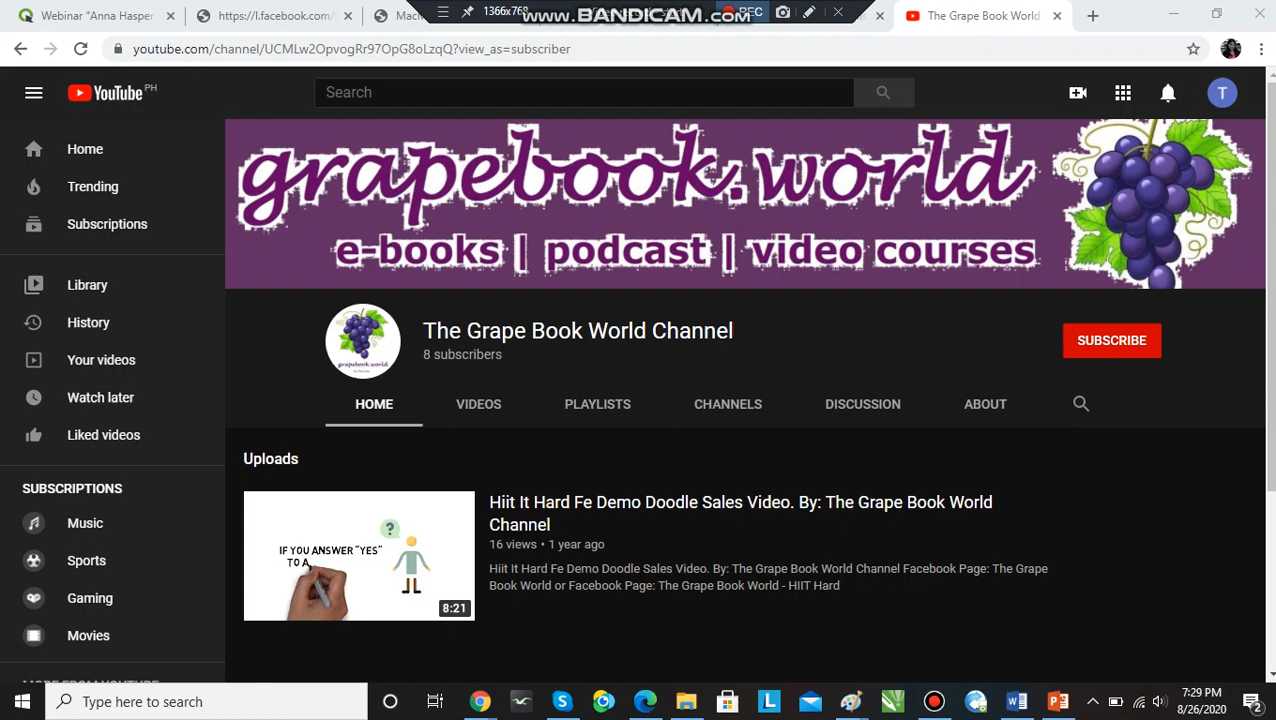 Webinar "Anna Hasper
https://l.facebook.com/
1366x768
www.BANDICAM.com
REC
The Grape Book World
youtube.com/channel/UCMLw2OpvogRr97OpG8oLzqQ?view_as=subscriber
YouTube PH
Search
T
Home
Trending
Subscriptions
Library
History
Your videos
Watch later
Liked videos
SUBSCRIPTIONS
Music
Sports
Gaming
Movies
grapebook.world
e-books | podcast | video courses
grapebook.world
The Grape Book World Channel
8 subscribers
SUBSCRIBE
HOME VIDEOS PLAYLISTS CHANNELS DISCUSSION ABOUT
Uploads
IF YOU ANSWER "YES"
TO A
?
8:21
Hiit It Hard Fe Demo Doodle Sales Video. By: The Grape Book World
Channel
16 views • 1 year ago
Hiit It Hard Fe Demo Doodle Sales Video. By: The Grape Book World Channel Facebook Page: The Grape
Book World or Facebook Page: The Grape Book World - HIIT Hard
Type here to search
7:29 PM
8/26/2020
2